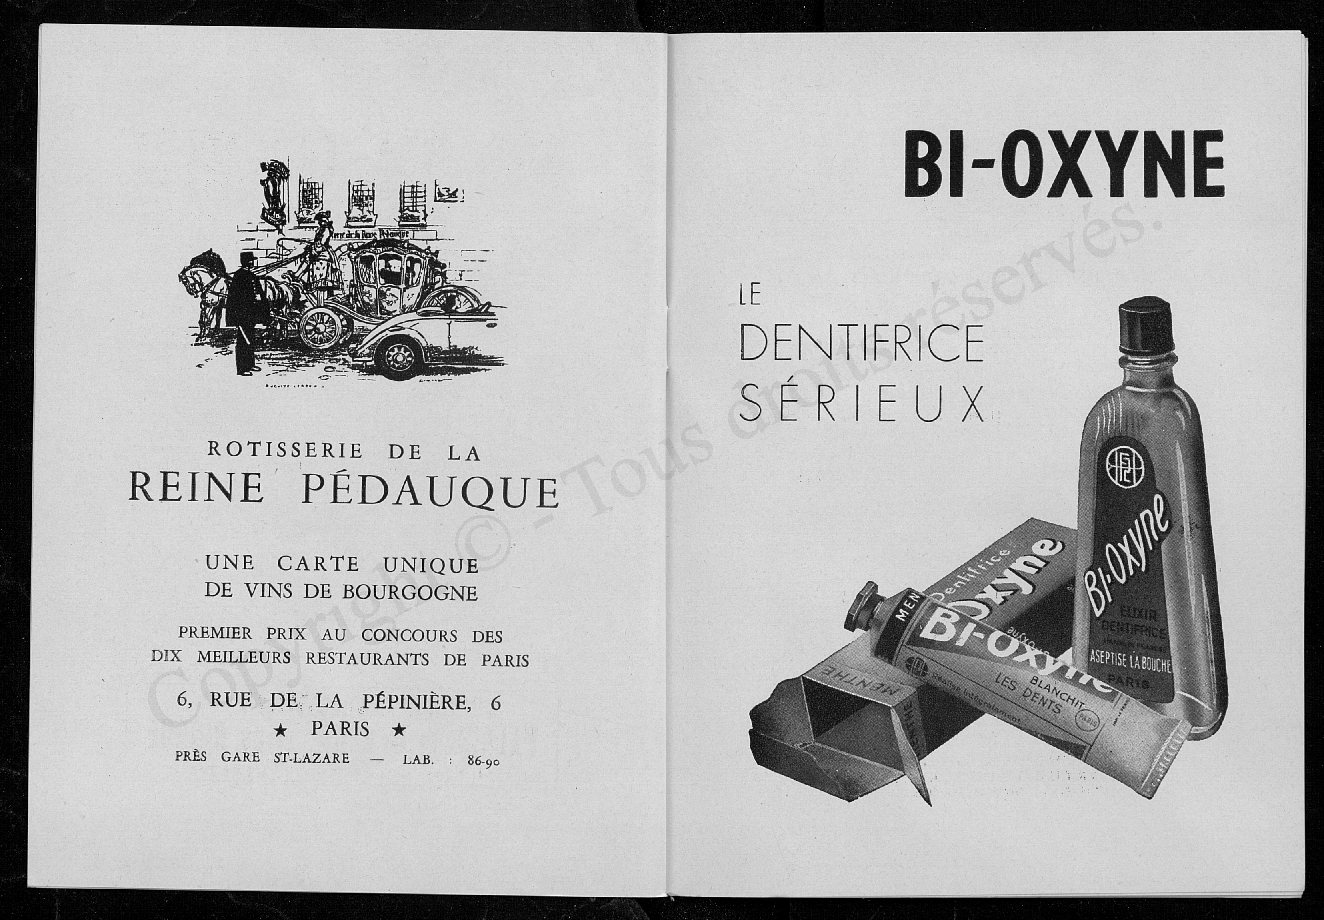 ROTISSERIE DE LA
REINE PÉDAUQUE
UNE CARTE UNIQUE
DE VINS DE BOURGOGNE
PREMIER PRIX AU CONCOURS DES
DIX MEILLEURS RESTAURANTS DE PARIS
6, RUE DE LA PÉPINIÈRE, 6
★ PARIS ★
PRÈS GARE ST-LAZARE — LAB. : 86-90
BI-OXYNE
LE
DENTIFRICE
SÉRIEUX
Bi-Oxyne
ELIXIR
DENTIFRICE
ASEPTISE LA BOUCHE
PARIS
Dentifrice
Oxyne
MENTHE
MEN
BI-Oxyne
BLANCHIT
LES DENTS
PARIS
Copyright © - Tous droits réservés.